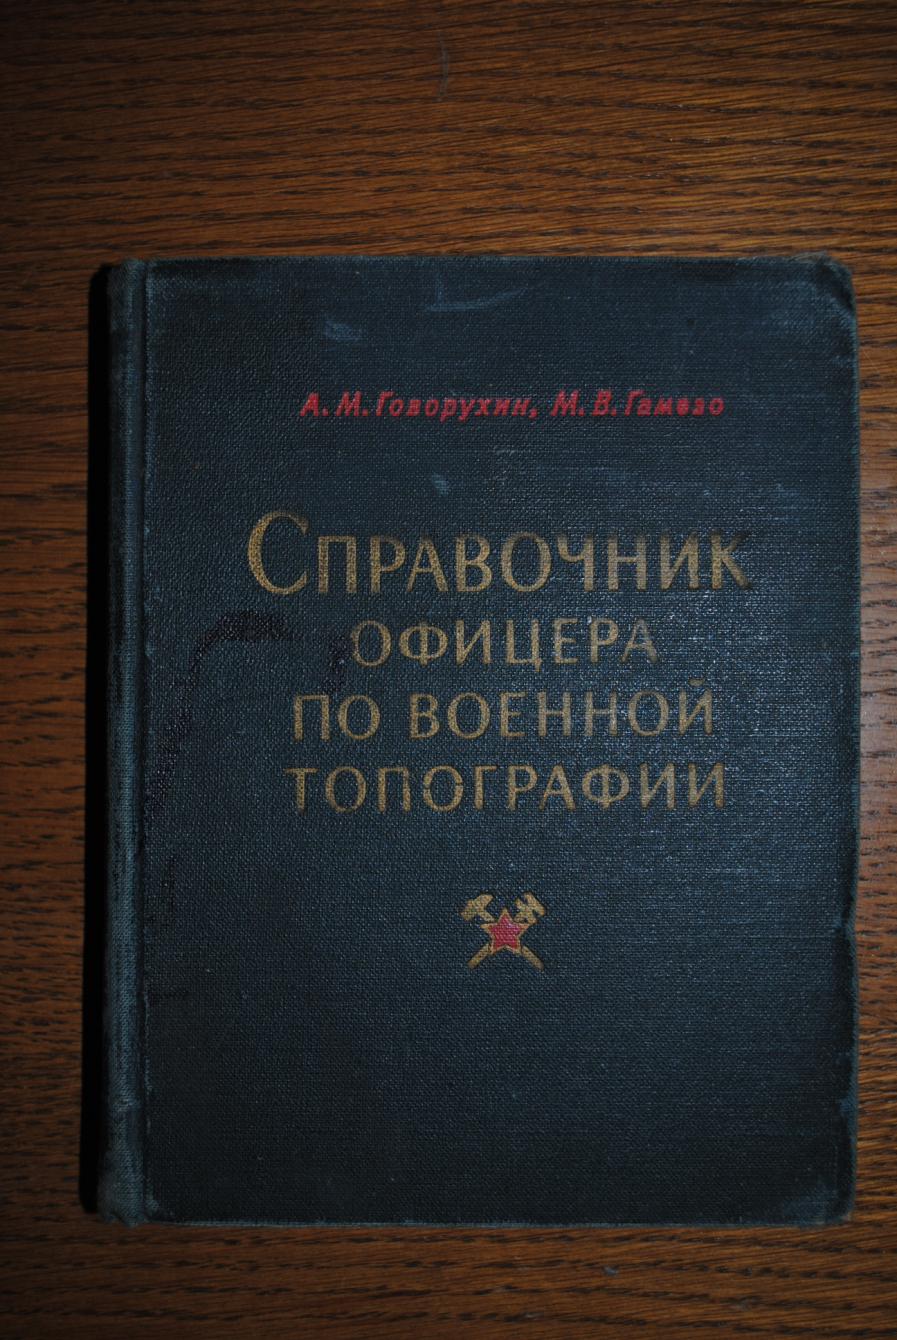 А. М. Говорухин, М. В. Гамезо
СПРАВОЧНИК
ОФИЦЕРА
ПО ВОЕННОЙ
ТОПОГРАФИИ